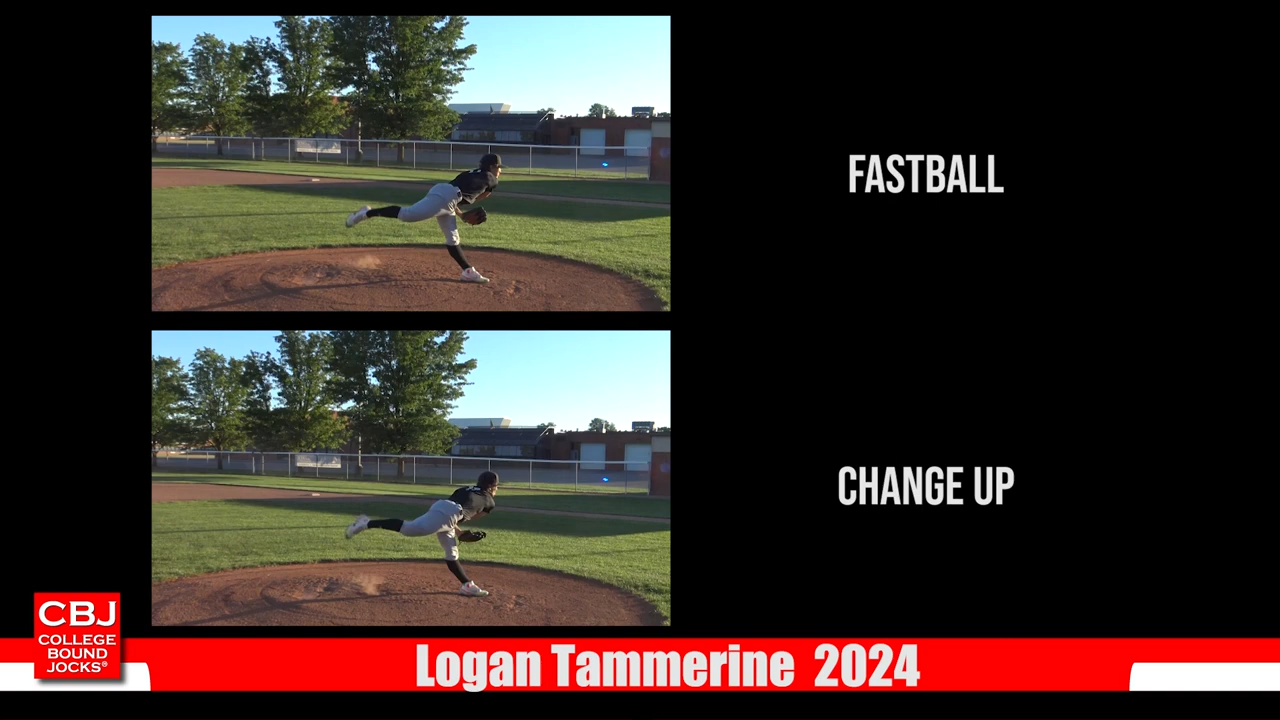 FASTBALL
CHANGE UP
CBJ
COLLEGE
BOUND
JOCKS®
Logan Tammerine 2024